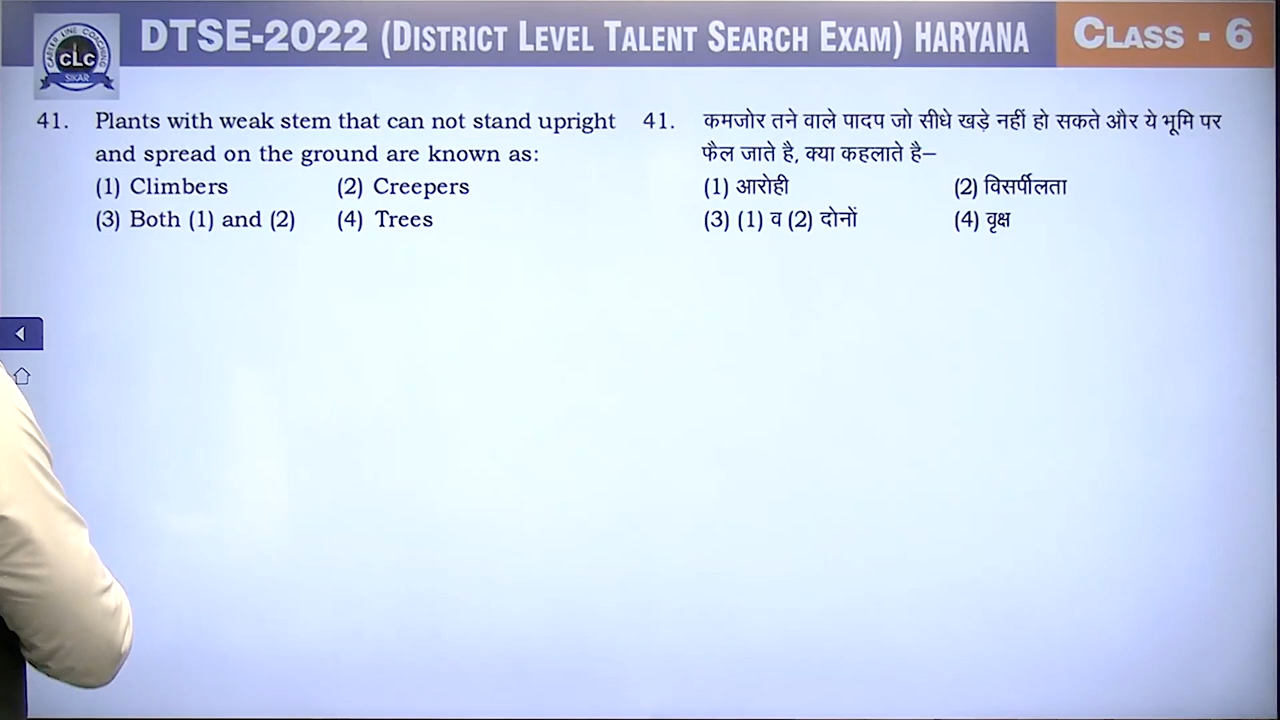 DTSE-2022 (DISTRICT LEVEL TALENT SEARCH EXAM) HARYANA
CLASS - 6
CAREER LINE COACHING
CLC
SIKAR
41. Plants with weak stem that can not stand upright
and spread on the ground are known as:
(1) Climbers (2) Creepers
(3) Both (1) and (2) (4) Trees
41. कमजोर तने वाले पादप जो सीधे खड़े नहीं हो सकते और ये भूमि पर
फैल जाते है, क्या कहलाते है–
(1) आरोही (2) विसर्पीलता
(3) (1) व (2) दोनों (4) वृक्ष